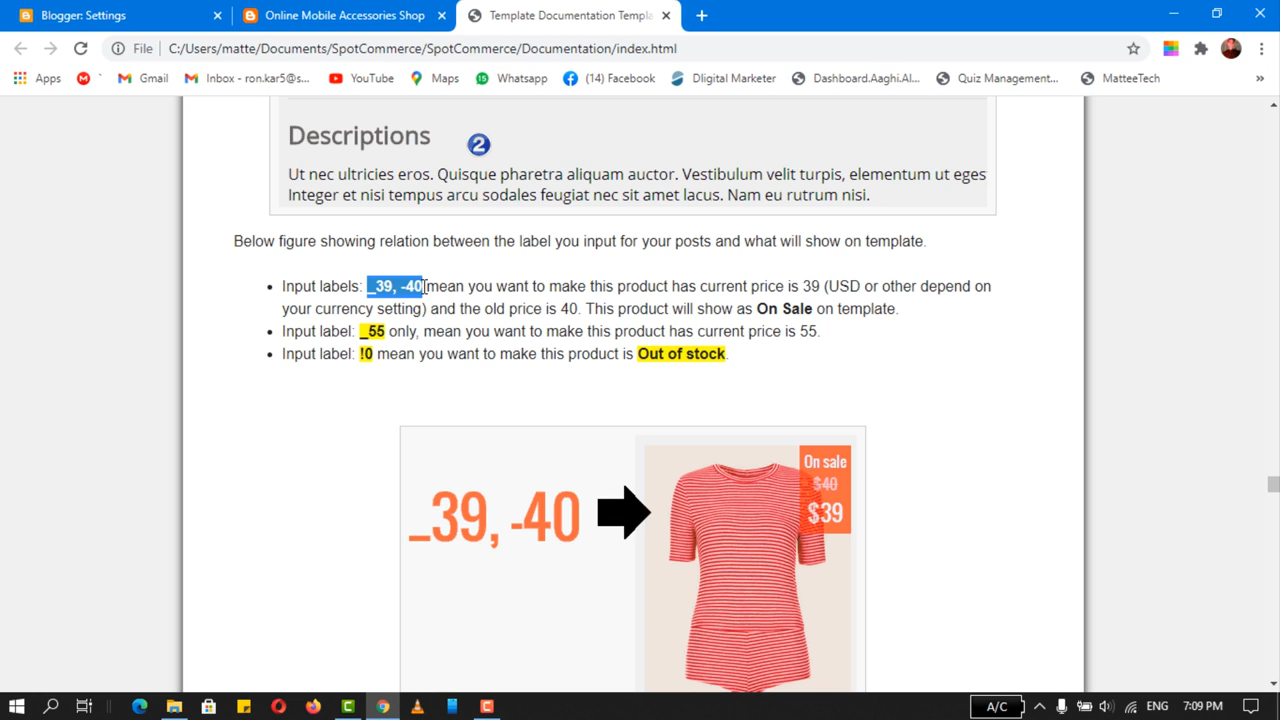 Blogger: Settings
Online Mobile Accessories Shop
Template Documentation Templa
File
C:/Users/matte/Documents/SpotCommerce/SpotCommerce/Documentation/index.html
Apps
Gmail
Inbox - ron.kar5@s...
YouTube
Maps
Whatsapp
(14) Facebook
Dligital Marketer
Dashboard.Aaghi.Al...
Quiz Management...
MatteeTech
»
Descriptions
2
Ut nec ultricies eros. Quisque pharetra aliquam auctor. Vestibulum velit turpis, elementum ut eges
Integer et nisi tempus arcu sodales feugiat nec sit amet lacus. Nam eu rutrum nisi.
Below figure showing relation between the label you input for your posts and what will show on template.
• Input labels: _39, -40 mean you want to make this product has current price is 39 (USD or other depend on
your currency setting) and the old price is 40. This product will show as On Sale on template.
• Input label: _55 only, mean you want to make this product has current price is 55.
• Input label: !0 mean you want to make this product is Out of stock.
_39, -40
On sale
$40
$39
A/C
ENG
7:09 PM